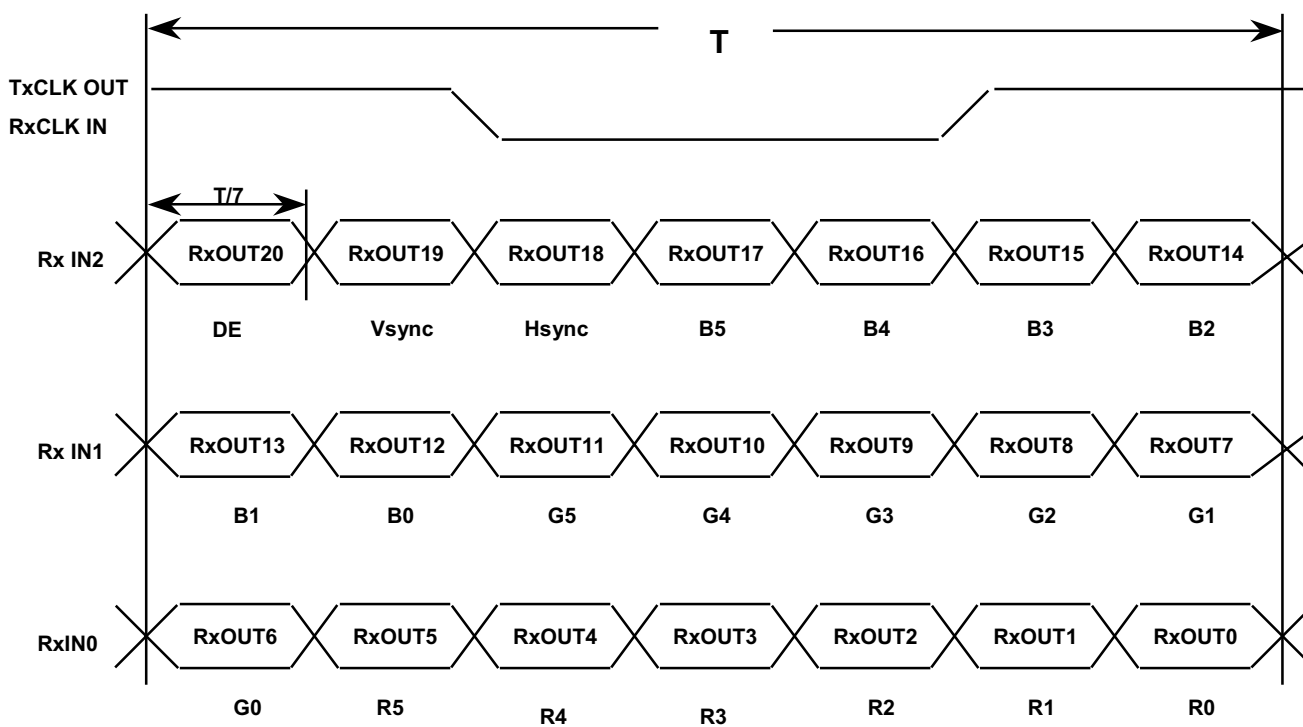 T
TxCLK OUT
RxCLK IN
T/7
Rx IN2 RxOUT20 RxOUT19 RxOUT18 RxOUT17 RxOUT16 RxOUT15 RxOUT14
DE Vsync Hsync B5 B4 B3 B2
Rx IN1 RxOUT13 RxOUT12 RxOUT11 RxOUT10 RxOUT9 RxOUT8 RxOUT7
B1 B0 G5 G4 G3 G2 G1
RxIN0 RxOUT6 RxOUT5 RxOUT4 RxOUT3 RxOUT2 RxOUT1 RxOUT0
G0 R5 R4 R3 R2 R1 R0